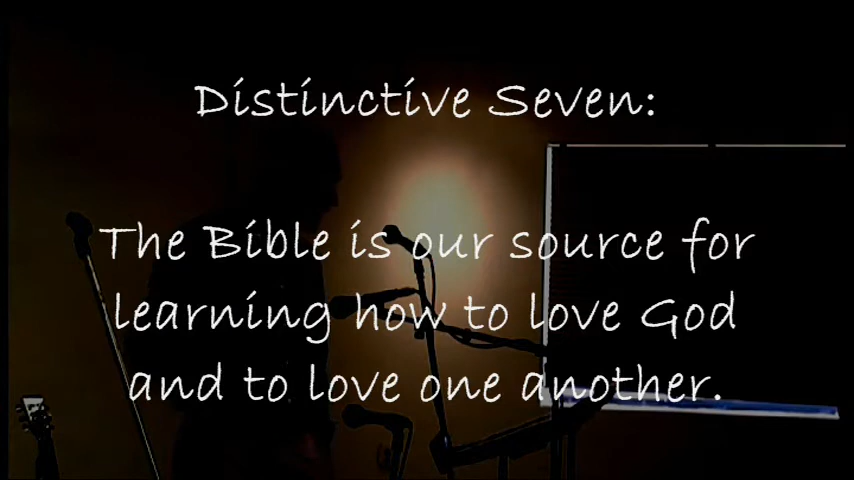 Distinctive Seven:
The Bible is our source for
learning how to love God
and to love one another.